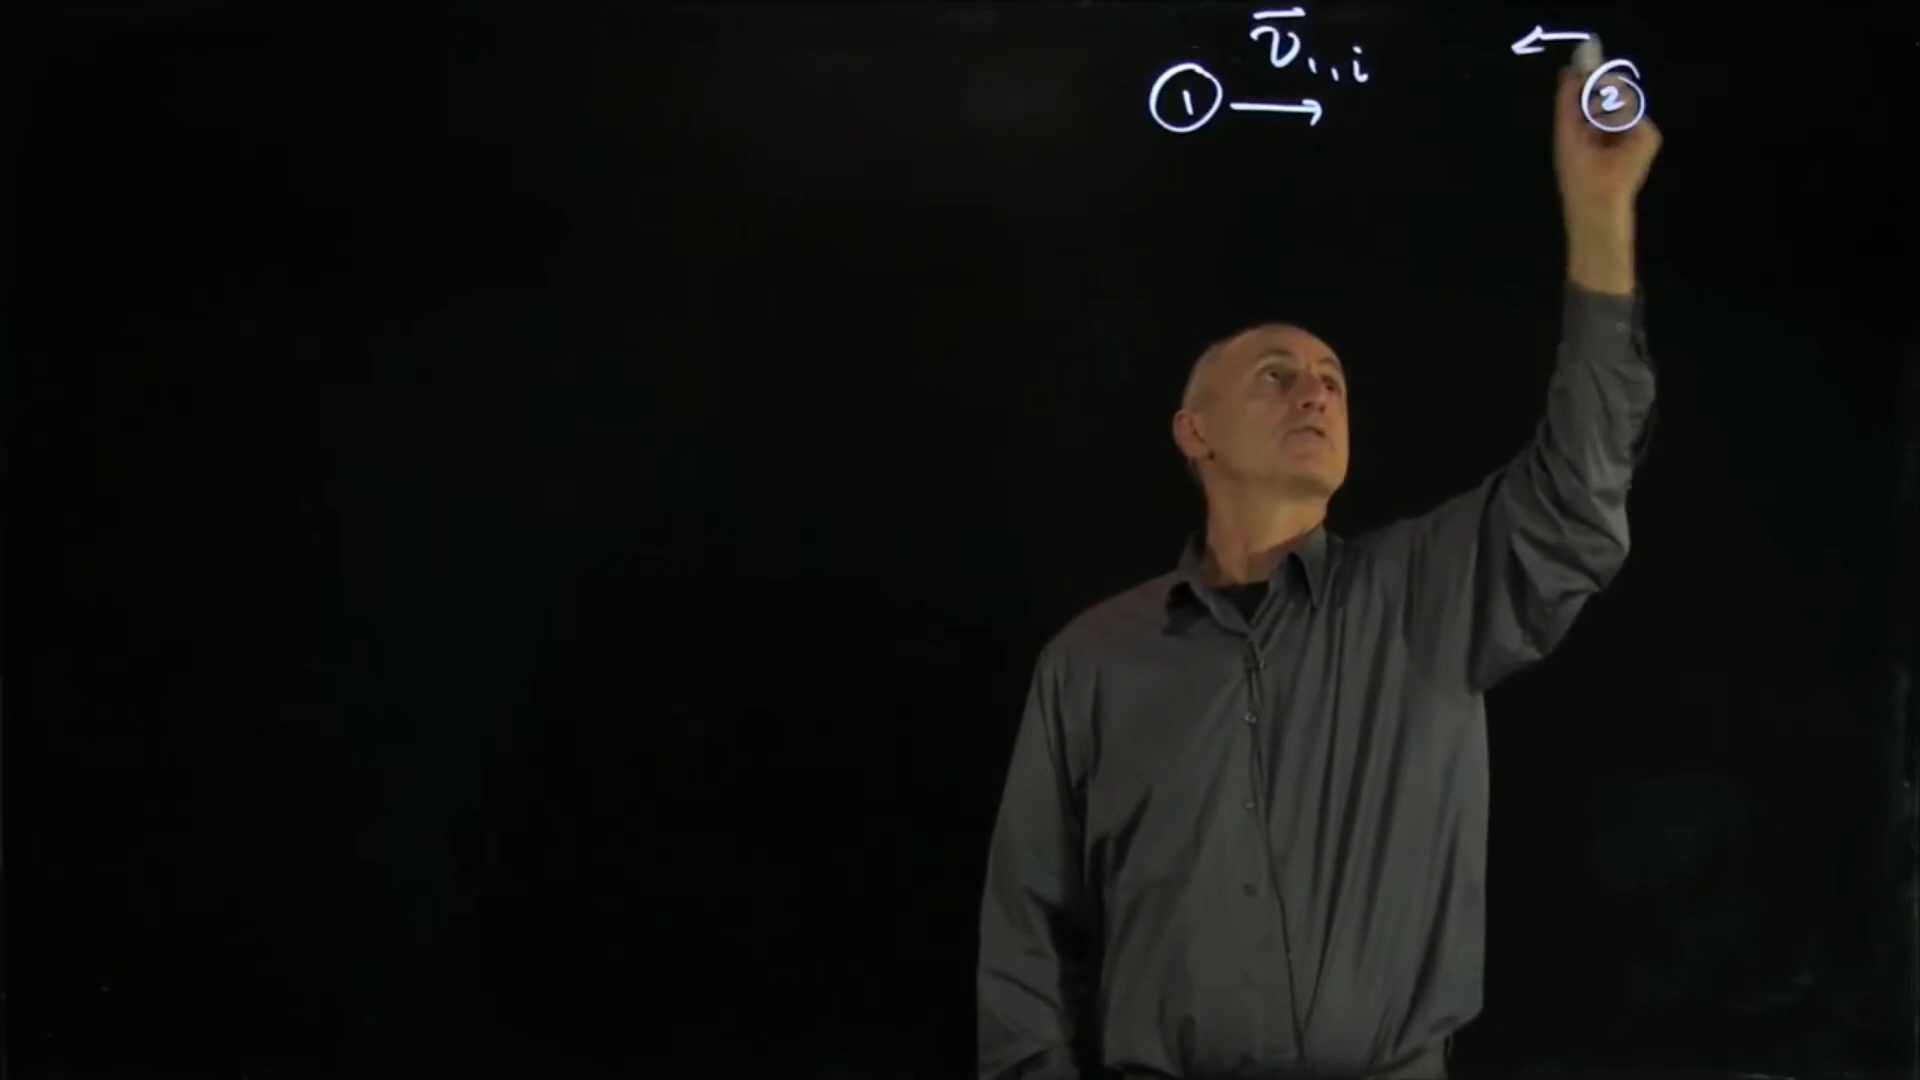 v̄₁,i
① → ← ②